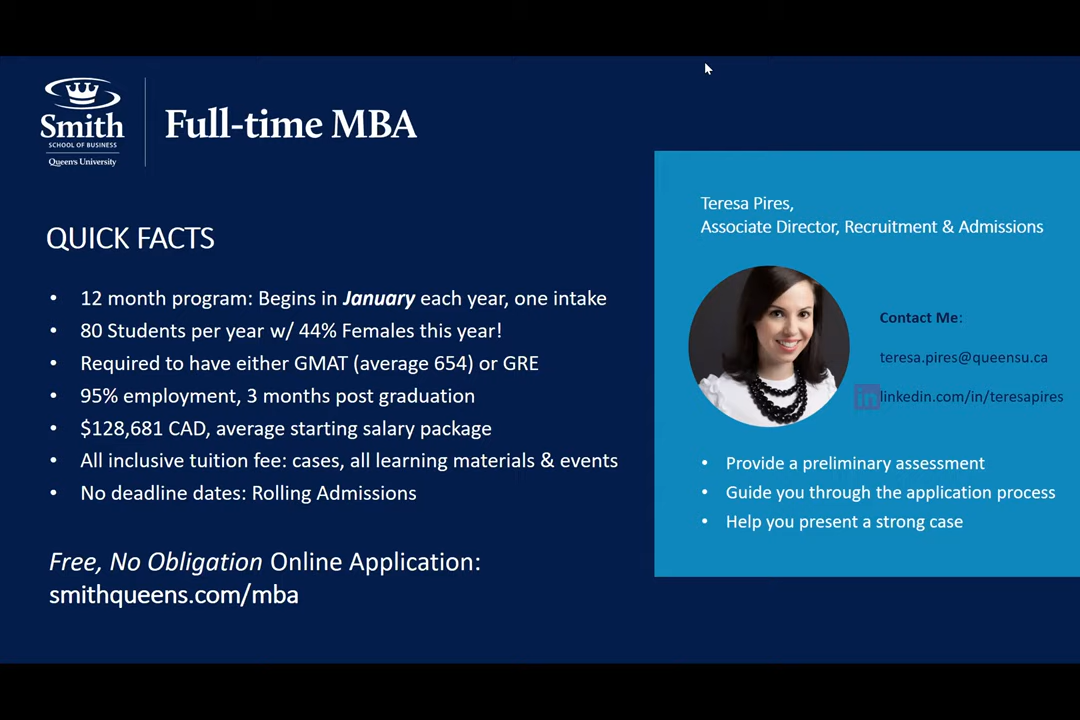 Smith
SCHOOL OF BUSINESS
Queen's University
Full-time MBA
QUICK FACTS
• 12 month program: Begins in January each year, one intake
• 80 Students per year w/ 44% Females this year!
• Required to have either GMAT (average 654) or GRE
• 95% employment, 3 months post graduation
• $128,681 CAD, average starting salary package
• All inclusive tuition fee: cases, all learning materials & events
• No deadline dates: Rolling Admissions
Free, No Obligation Online Application:
smithqueens.com/mba
Teresa Pires,
Associate Director, Recruitment & Admissions
Contact Me:
teresa.pires@queensu.ca
in linkedin.com/in/teresapires
• Provide a preliminary assessment
• Guide you through the application process
• Help you present a strong case